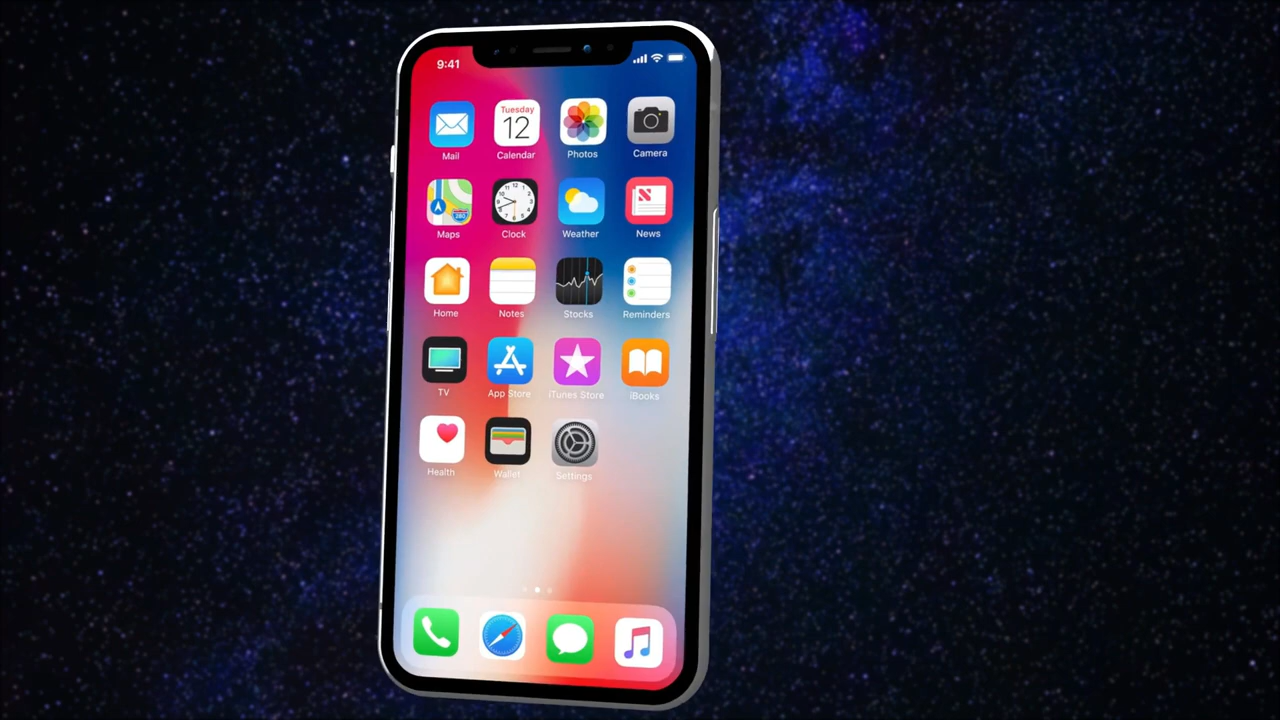 9:41
Tuesday
12
Mail Calendar Photos Camera
280
Maps Clock Weather News
Home Notes Stocks Reminders
TV App Store iTunes Store iBooks
Health Wallet Settings